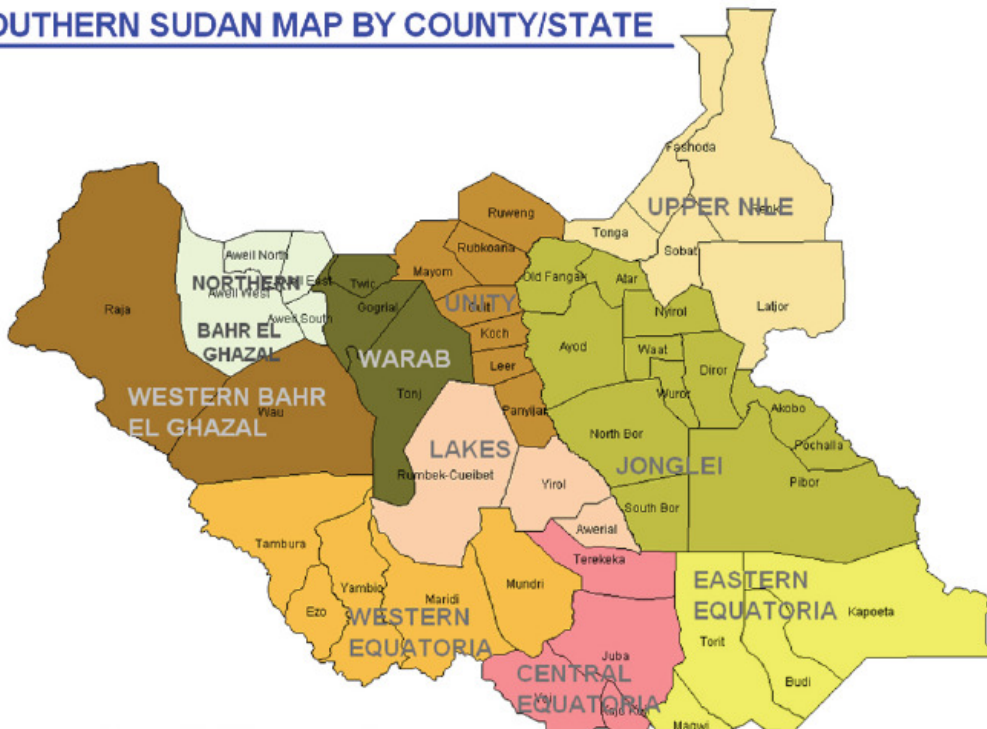 OUTHERN SUDAN MAP BY COUNTY/STATE
Fashoda
UPPER NILE
Ruweng
Tonga
Rubkoana
Sobat
Aweil North
Mayom
Old Fangak
Atar
NORTHERN
Twic
Aweil West
Gogrial
UNITY
Latjor
Raja
Aweil South
Nyirol
BAHR EL
GHAZAL
Koch
WARAB
Ayod
Waat
Leer
Diror
WESTERN BAHR
EL GHAZAL
Tonj
Wuror
Wau
Panyijar
Akobo
North Bor
Pochalla
LAKES
JONGLEI
Rumbek-Cueibet
Yirol
Pibor
South Bor
Awerial
Tambura
Terekeka
EASTERN
EQUATORIA
Yambio
Mundri
Maridi
Ezo
Kapoeta
WESTERN
EQUATORIA
Torit
Juba
CENTRAL
EQUATORIA
Budi
Magwi